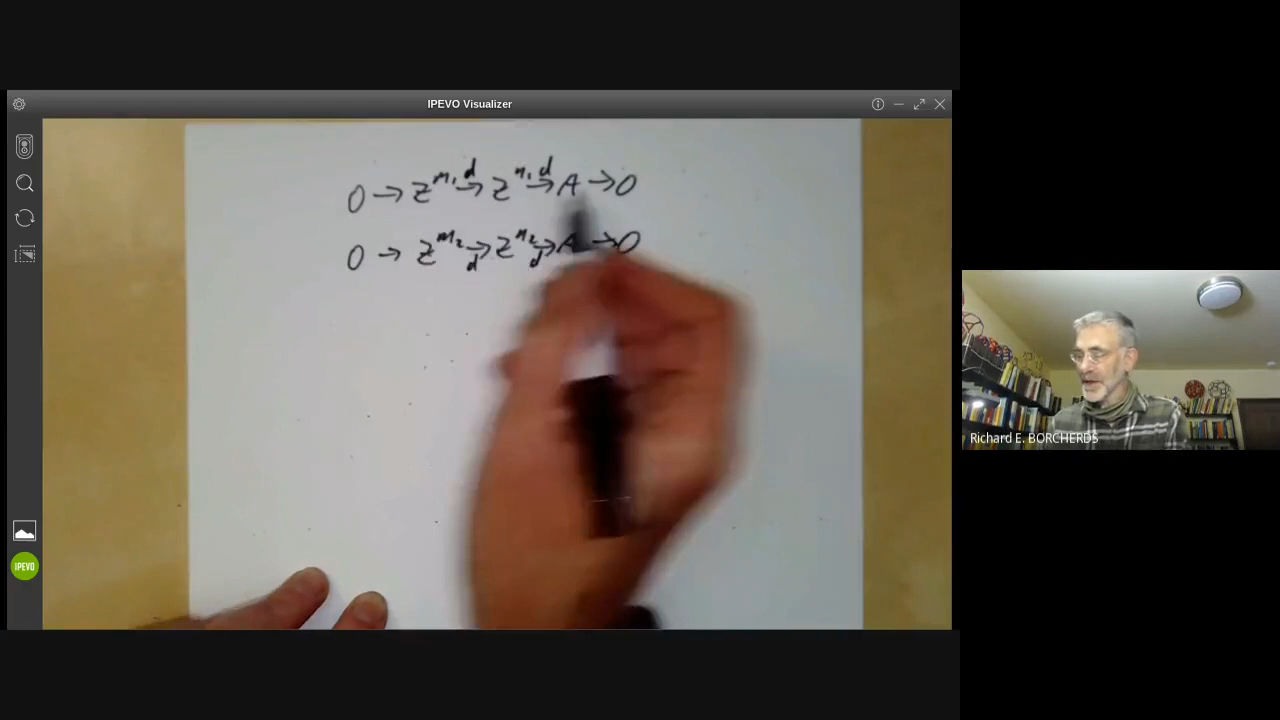 IPEVO Visualizer
0 → Z^{m₁} →^{d} Z^{n₁} →^{d} A → 0
0 → Z^{m₂} →_{d} Z^{n₂} →_{d} A → 0
IPEVO
Richard E. BORCHERDS